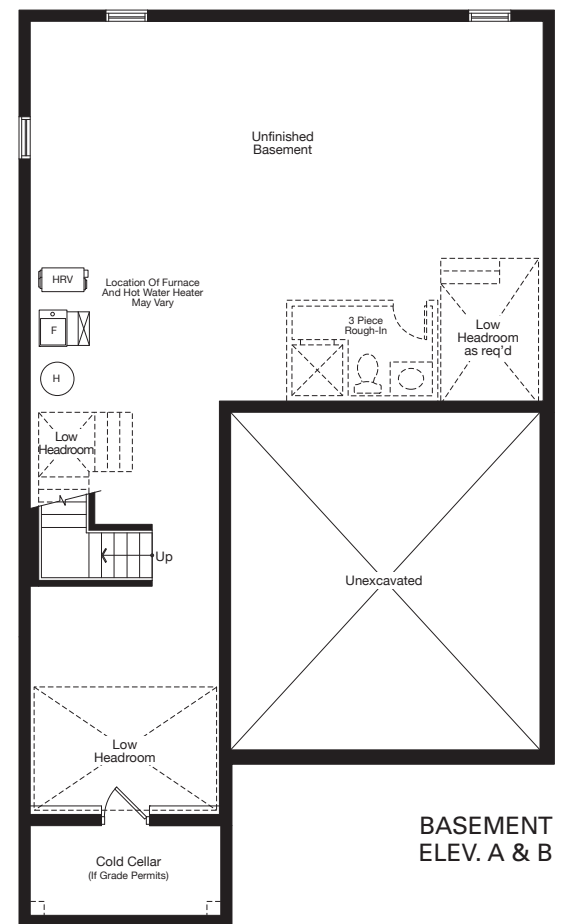 Unfinished
Basement
HRV
Location Of Furnace
And Hot Water Heater
May Vary
F
3 Piece
Rough-In
Low
Headroom
as req'd
H
Low
Headroom
N
Up
Unexcavated
Low
Headroom
Cold Cellar
(If Grade Permits)
BASEMENT
ELEV. A & B